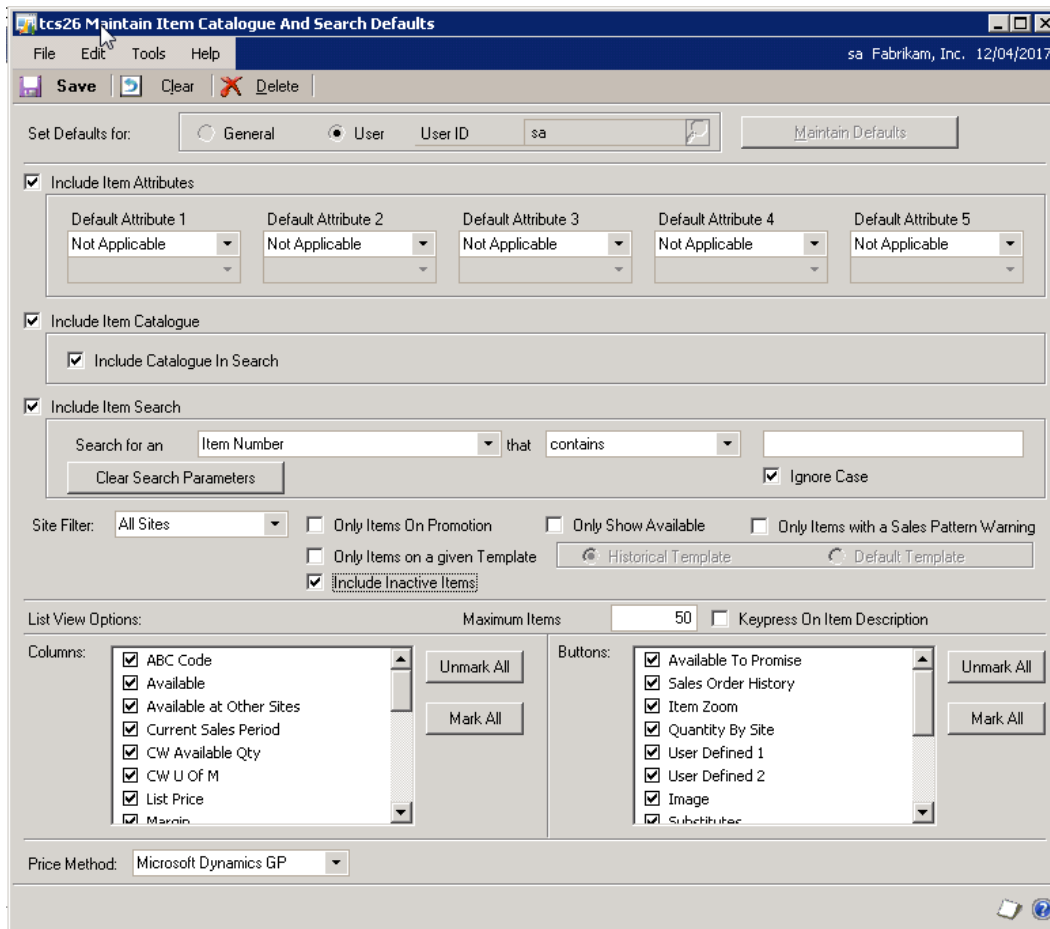 tcs26 Maintain Item Catalogue And Search Defaults
File Edit Tools Help sa Fabrikam, Inc. 12/04/2017
Save Clear Delete
Set Defaults for: General User User ID sa Maintain Defaults
Include Item Attributes
Default Attribute 1 Default Attribute 2 Default Attribute 3 Default Attribute 4 Default Attribute 5
Not Applicable Not Applicable Not Applicable Not Applicable Not Applicable
Include Item Catalogue
Include Catalogue In Search
Include Item Search
Search for an Item Number that contains
Clear Search Parameters Ignore Case
Site Filter: All Sites Only Items On Promotion Only Show Available Only Items with a Sales Pattern Warning
Only Items on a given Template Historical Template Default Template
Include Inactive Items
List View Options: Maximum Items 50 Keypress On Item Description
Columns: ABC Code Unmark All Buttons: Available To Promise Unmark All
Available Sales Order History
Available at Other Sites Mark All Item Zoom Mark All
Current Sales Period Quantity By Site
CW Available Qty User Defined 1
CW U Of M User Defined 2
List Price Image
Margin Substitutes
Price Method: Microsoft Dynamics GP